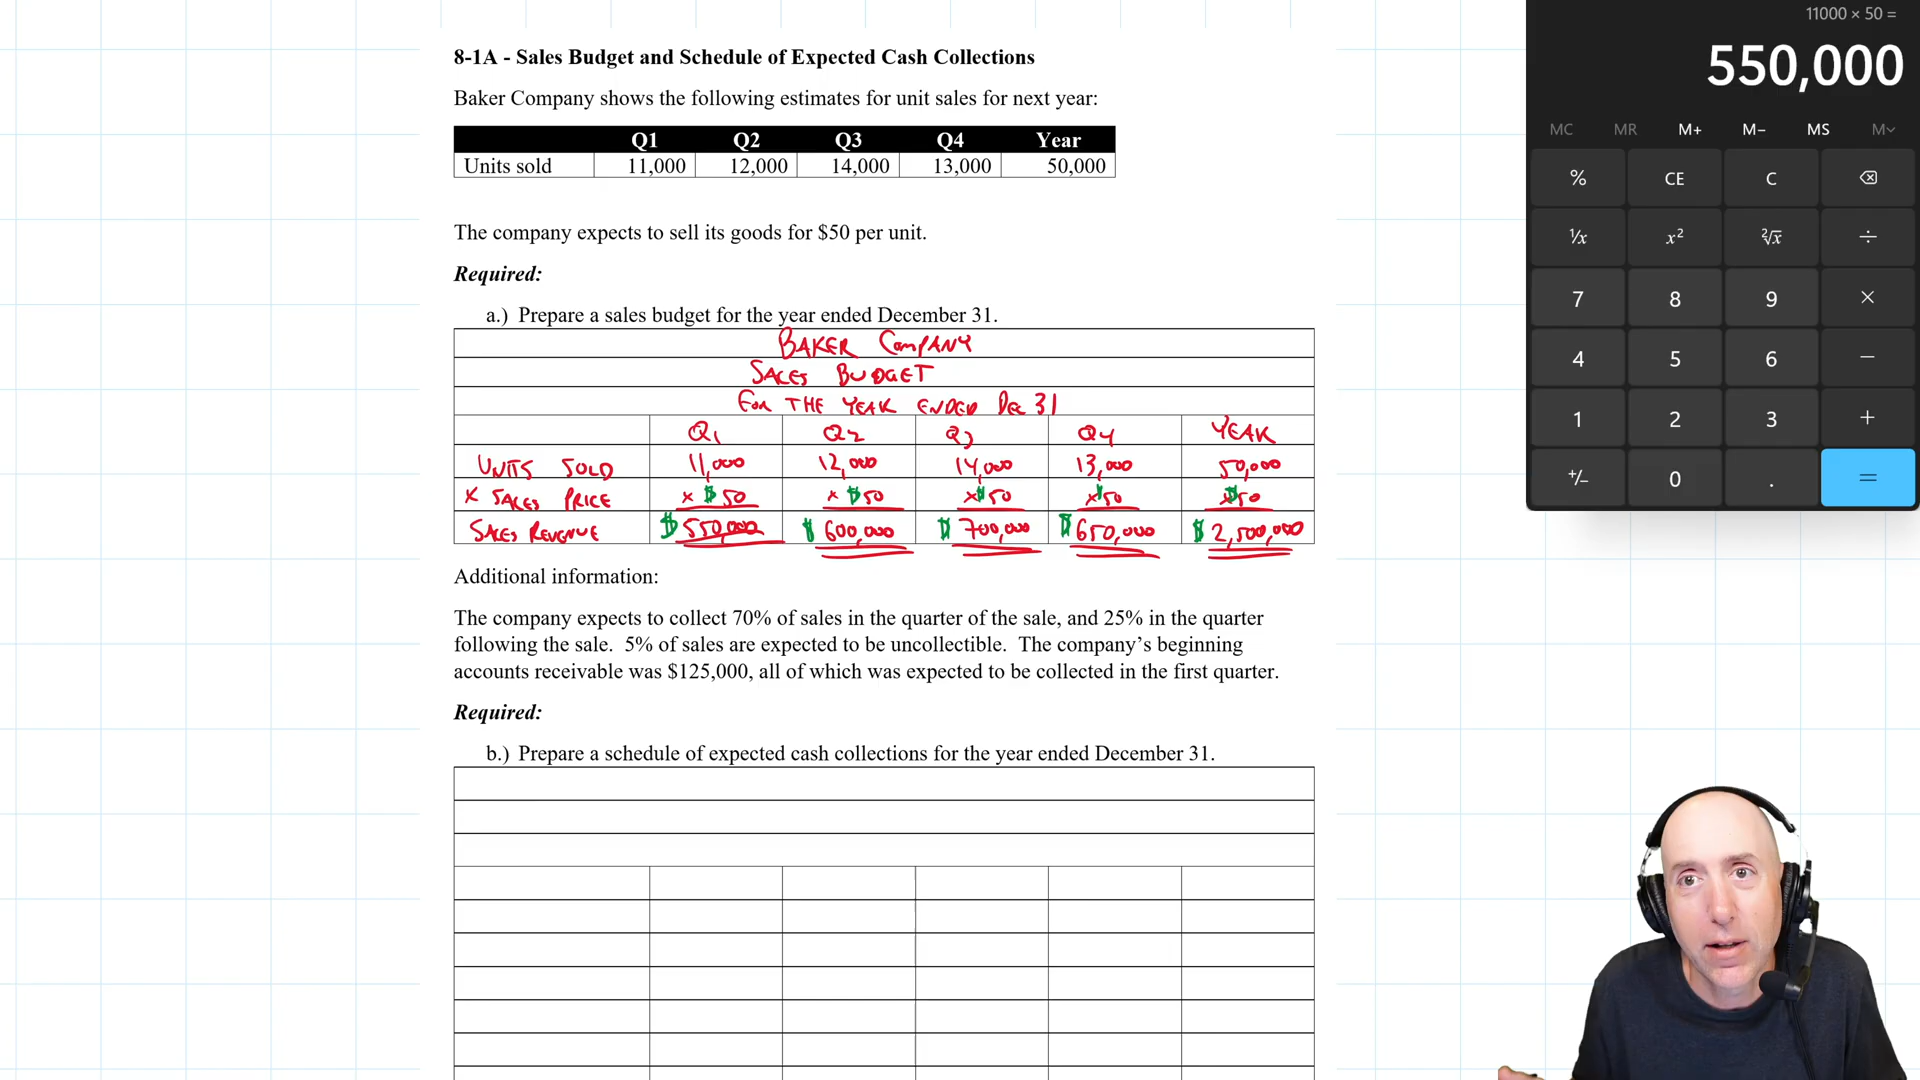 8-1A - Sales Budget and Schedule of Expected Cash Collections
Baker Company shows the following estimates for unit sales for next year:
Q1 Q2 Q3 Q4 Year
Units sold 11,000 12,000 14,000 13,000 50,000
The company expects to sell its goods for $50 per unit.
Required:
a.) Prepare a sales budget for the year ended December 31.
BAKER COMPANY
SALES BUDGET
FOR THE YEAR ENDED DEC 31
Q1 Q2 Q3 Q4 YEAR
UNITS SOLD 11,000 12,000 14,000 13,000 50,000
X SALES PRICE x $50 x $50 x $50 x $50 x $50
SALES REVENUE $550,000 $600,000 $700,000 $650,000 $2,500,000
Additional information:
The company expects to collect 70% of sales in the quarter of the sale, and 25% in the quarter
following the sale.  5% of sales are expected to be uncollectible.  The company’s beginning
accounts receivable was $125,000, all of which was expected to be collected in the first quarter.
Required:
b.) Prepare a schedule of expected cash collections for the year ended December 31.
11000 × 50 =
550,000
MC MR M+ M− MS M˅
% CE C
¹/x x² ²√x ÷
7 8 9 ×
4 5 6 −
1 2 3 +
+/− 0 . =